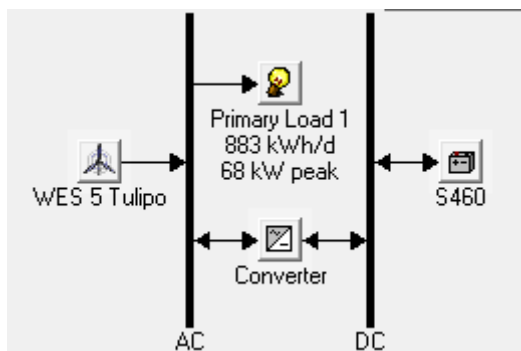 Primary Load 1
883 kWh/d
68 kW peak
WES 5 Tulipo
S460
Converter
AC
DC